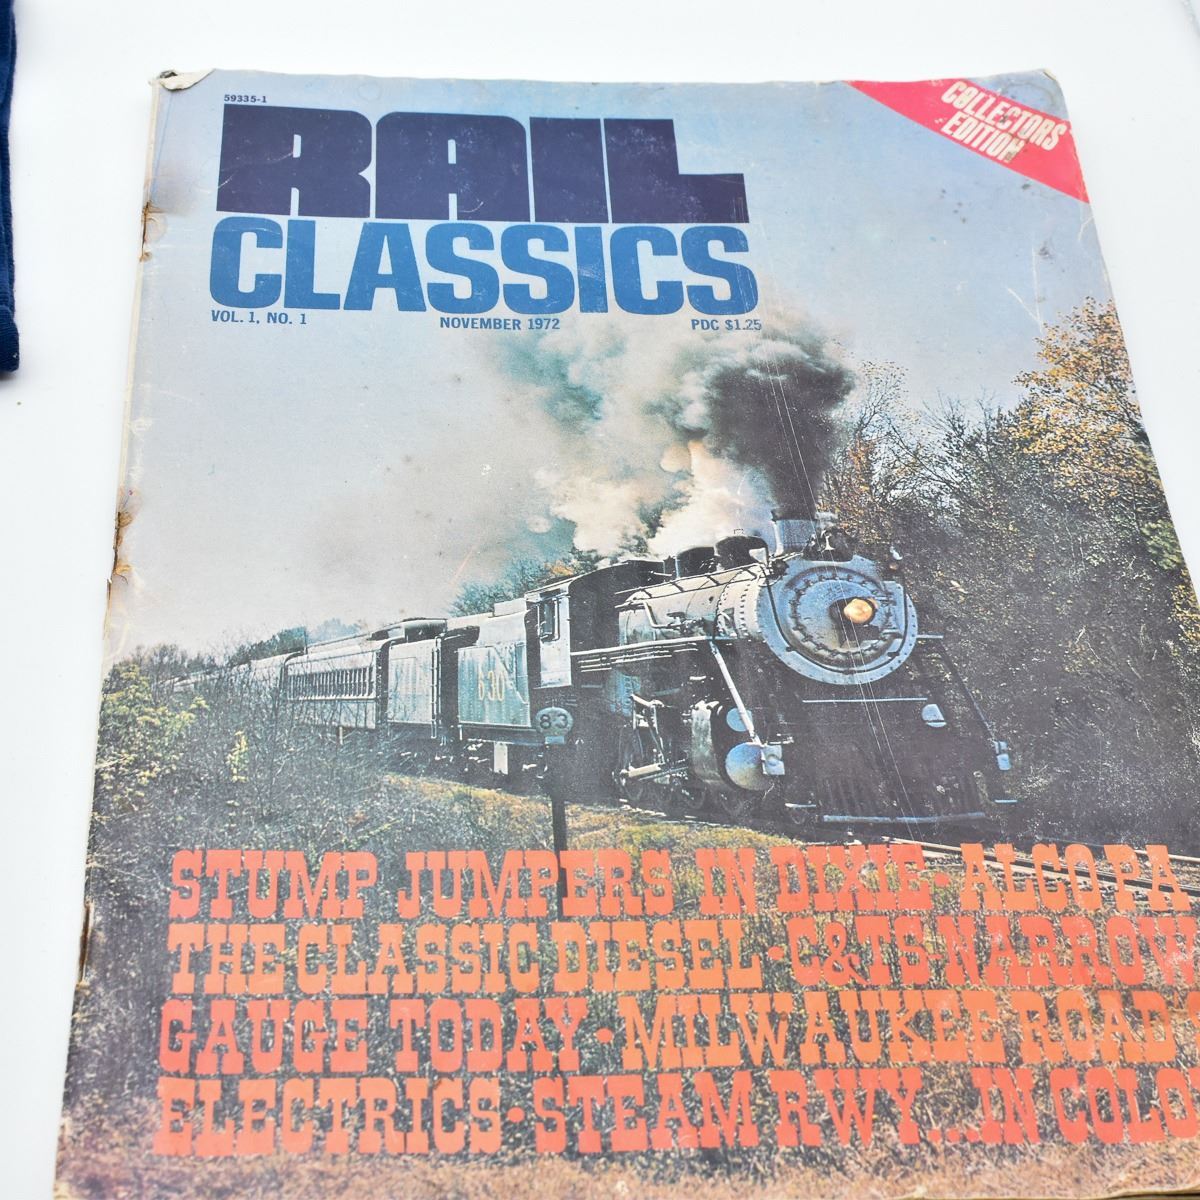 59335-1
COLLECTORS
EDITION
RAIL
CLASSICS
VOL. 1, NO. 1 NOVEMBER 1972 PDC $1.25
630
83
STUMP JUMPERS IN DIXIE • ALCO PA
THE CLASSIC DIESEL • C&TS-NARROW
GAUGE TODAY • MILWAUKEE ROAD'
ELECTRICS • STEAM RWY...IN COLO